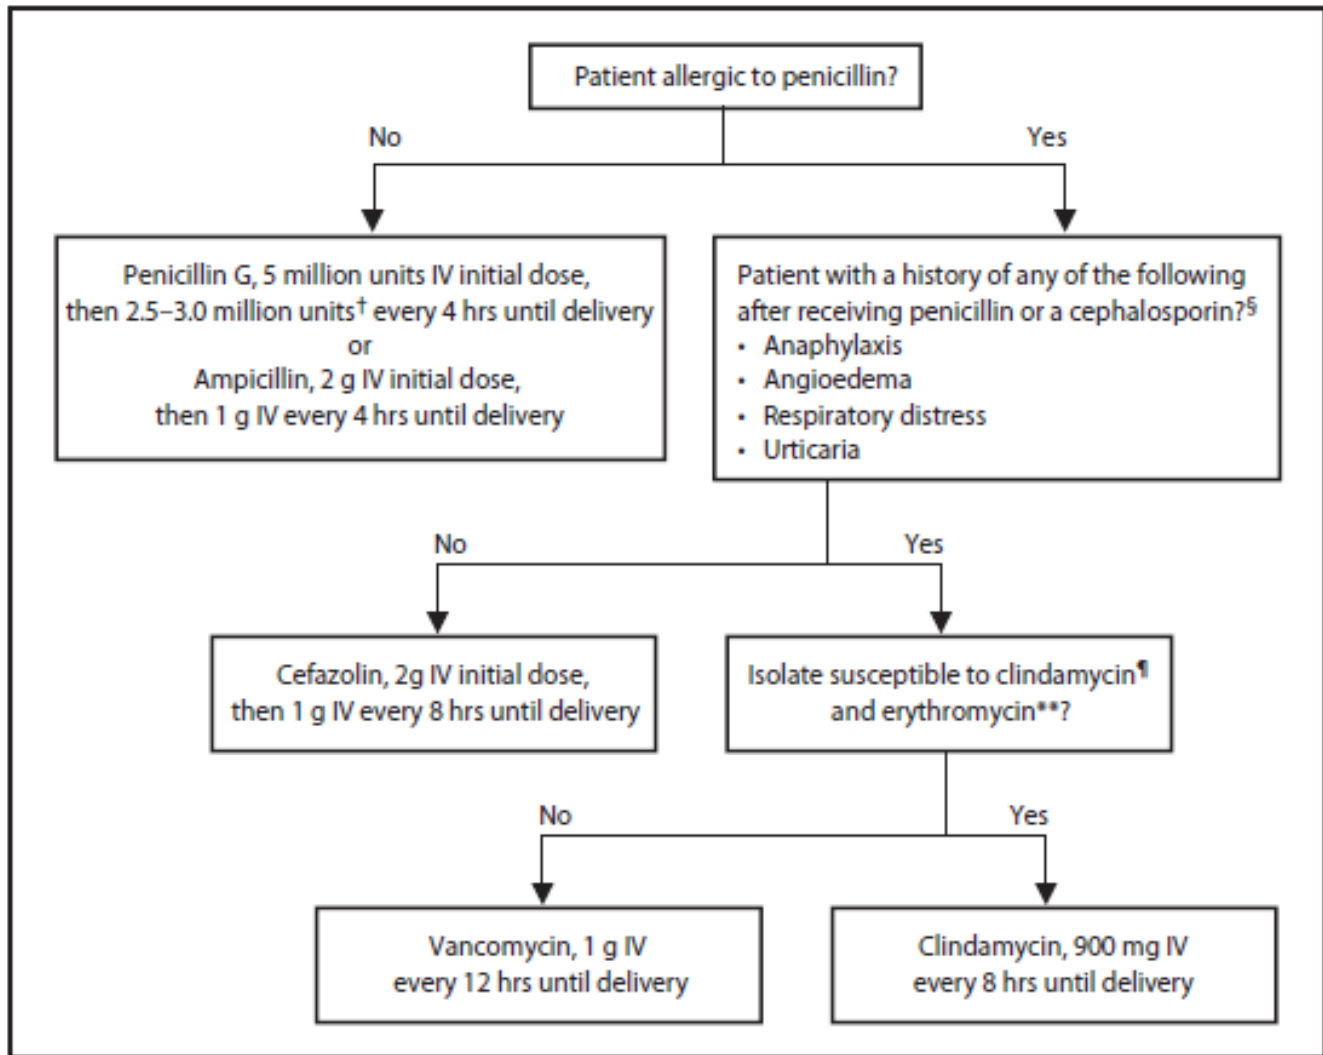 Patient allergic to penicillin?
No
Yes
Penicillin G, 5 million units IV initial dose,
then 2.5–3.0 million units† every 4 hrs until delivery
or
Ampicillin, 2 g IV initial dose,
then 1 g IV every 4 hrs until delivery
Patient with a history of any of the following
after receiving penicillin or a cephalosporin?§
• Anaphylaxis
• Angioedema
• Respiratory distress
• Urticaria
No
Yes
Cefazolin, 2g IV initial dose,
then 1 g IV every 8 hrs until delivery
Isolate susceptible to clindamycin¶
and erythromycin**?
No
Yes
Vancomycin, 1 g IV
every 12 hrs until delivery
Clindamycin, 900 mg IV
every 8 hrs until delivery